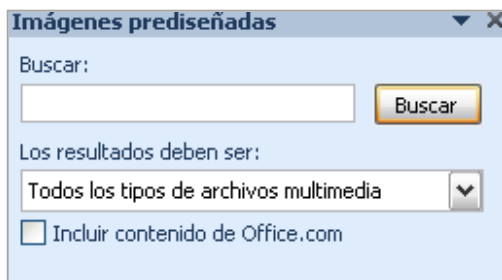 Imágenes prediseñadas
Buscar:
Buscar
Los resultados deben ser:
Todos los tipos de archivos multimedia
Incluir contenido de Office.com